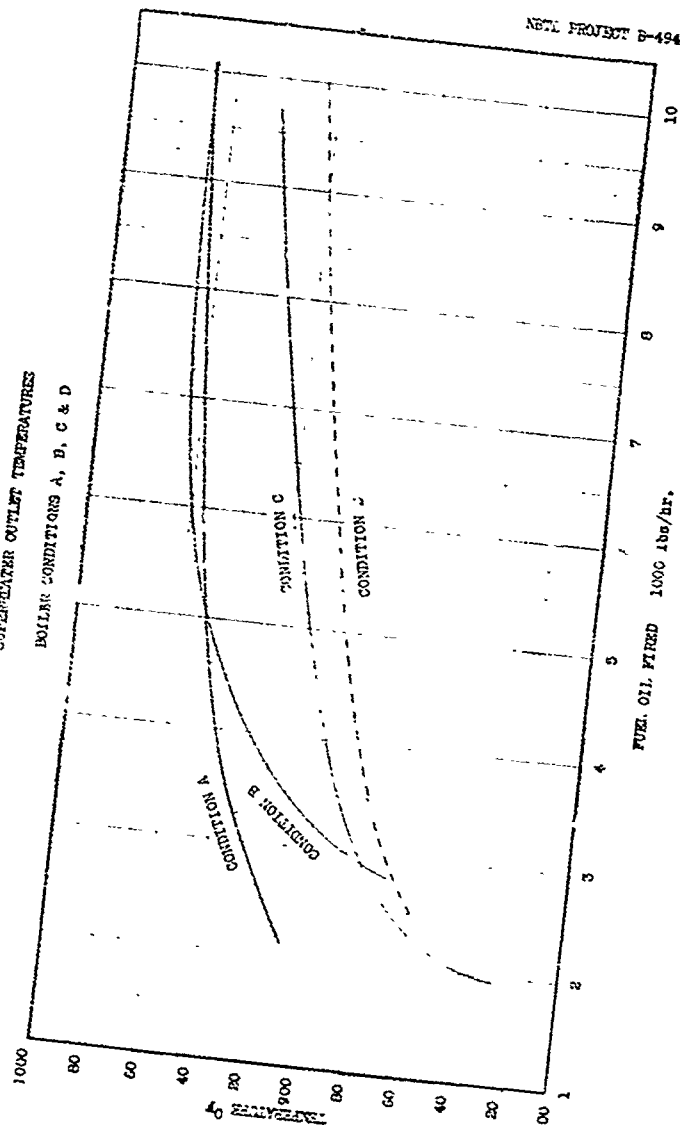 NBTL PROJECT B-494
SUPERHEATER OUTLET TEMPERATURES
BOILER CONDITIONS A, B, C & D
1000
80
60
40
20
900
80
60
40
20
00
TEMPERATURE °F
CONDITION A
CONDITION B
CONDITION C
CONDITION D
1
2
3
4
5
6
7
8
9
10
FUEL OIL FIRED 1000 lbs/hr.